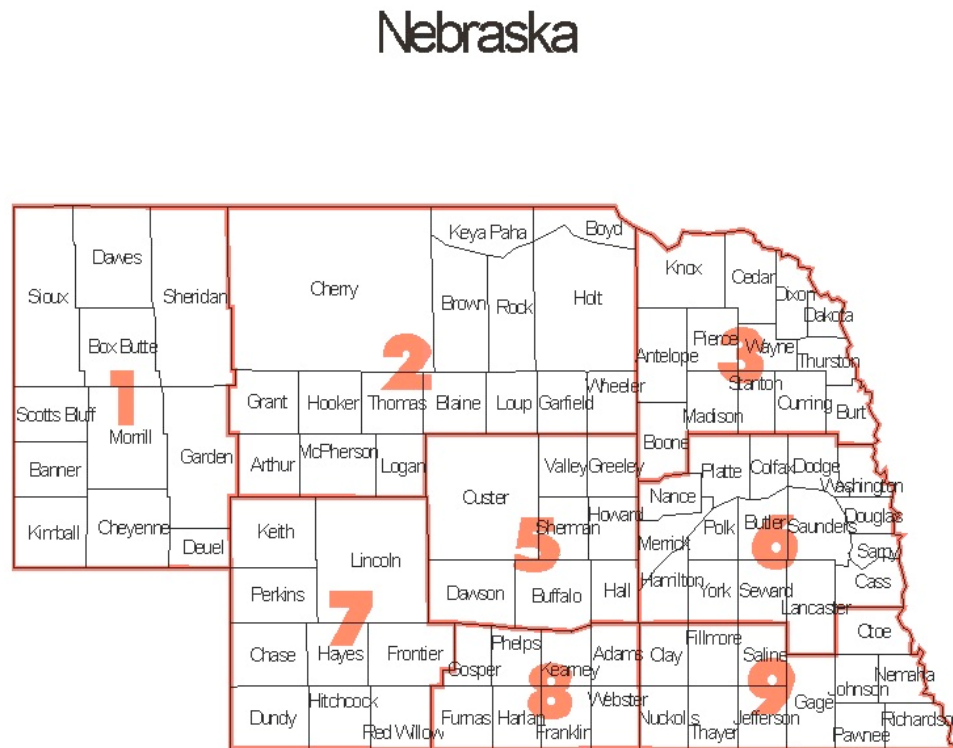 Nebraska
Keya Paha
Boyd
Dawes
Knox
Cedar
Sioux
Sheridan
Cherry
Brown
Rock
Holt
Dixon
Dakota
Box Butte
2
Antelope
Pierce
3
Wayne
Thurston
1
Grant
Hooker
Thomas
Blaine
Loup
Garfield
Wheeler
Stanton
Scotts Bluff
Madison
Cuming
Burt
Morrill
Boone
Banner
Garden
Arthur
McPherson
Logan
Valley
Greeley
Platte
Colfax
Dodge
Washington
Custer
Nance
Kimball
Cheyenne
Keith
Sherman
Howard
Polk
Butler
Saunders
Douglas
Deuel
Lincoln
5
Merrick
6
Sarpy
Perkins
Dawson
Buffalo
Hall
Hamilton
York
Seward
Cass
Lancaster
7
Chase
Hayes
Frontier
Phelps
Adams
Clay
Fillmore
Saline
Otoe
Gosper
Kearney
8
9
Nemaha
Johnson
Dundy
Hitchcock
Red Willow
Furnas
Harlan
Franklin
Webster
Nuckolls
Thayer
Jefferson
Gage
Pawnee
Richardson